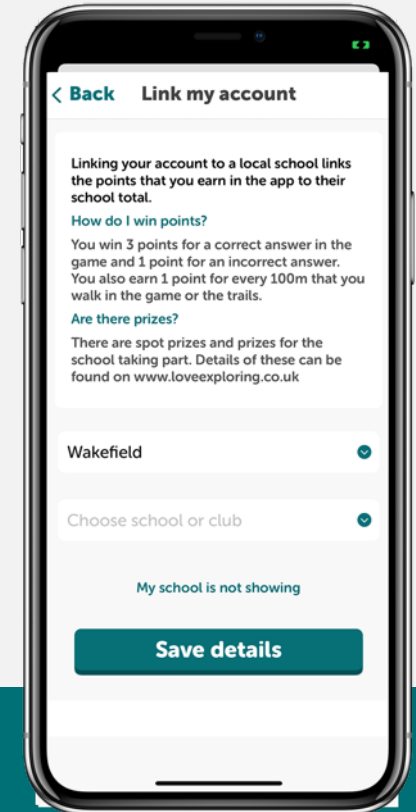 Back Link my account
Linking your account to a local school links
the points that you earn in the app to their
school total.
How do I win points?
You win 3 points for a correct answer in the
game and 1 point for an incorrect answer.
You also earn 1 point for every 100m that you
walk in the game or the trails.
Are there prizes?
There are spot prizes and prizes for the
school taking part. Details of these can be
found on www.loveexploring.co.uk
Wakefield
Choose school or club
My school is not showing
Save details